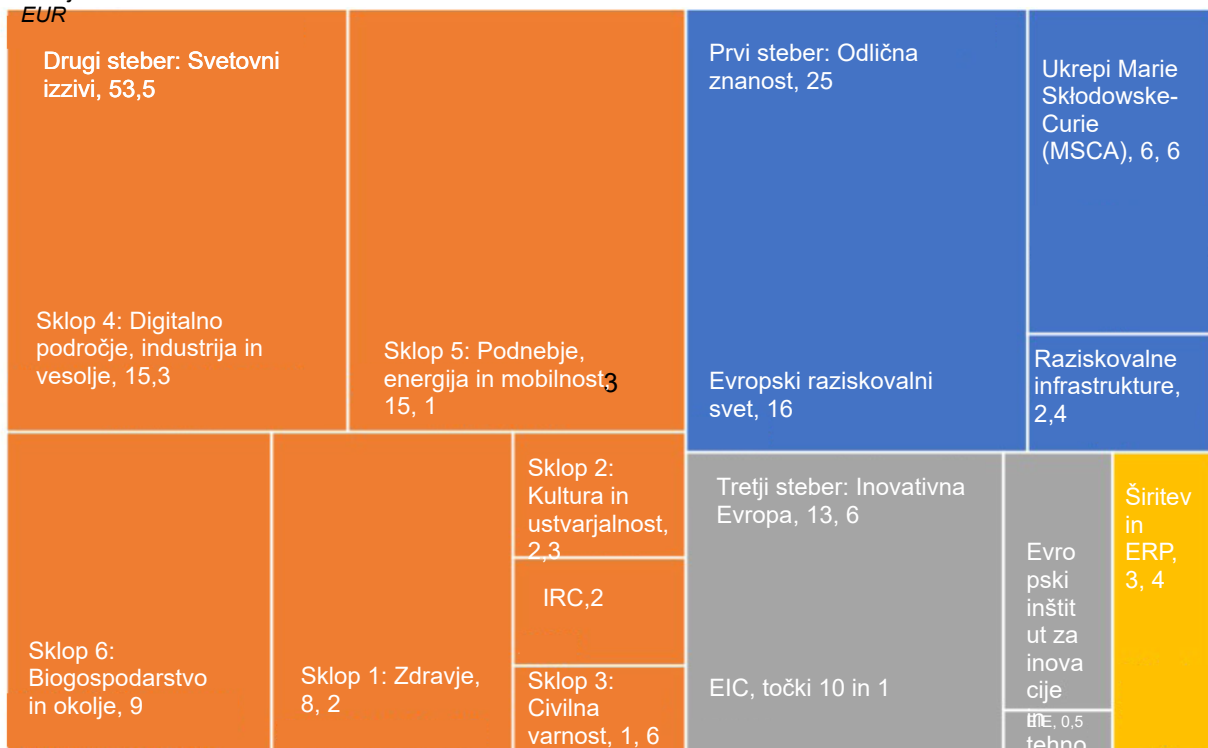 EUR
Drugi steber: Svetovni
izzivi, 53,5
Sklop 4: Digitalno
področje, industrija in
vesolje, 15,3
Sklop 5: Podnebje,
energija in mobilnost,
3
15, 1
Sklop 6:
Biogospodarstvo
in okolje, 9
Sklop 1: Zdravje,
8, 2
Sklop 2:
Kultura in
ustvarjalnost,
2,3
IRC,2
Sklop 3:
Civilna
varnost, 1, 6
Prvi steber: Odlična
znanost, 25
Evropski raziskovalni
svet, 16
Ukrepi Marie
Skłodowske-
Curie
(MSCA), 6, 6
Raziskovalne
infrastrukture,
2,4
Tretji steber: Inovativna
Evropa, 13, 6
EIC, točki 10 in 1
Evro
pski
inštit
ut za
inova
cije
in
tehno
EIE, 0,5
Širitev
in
ERP,
3, 4